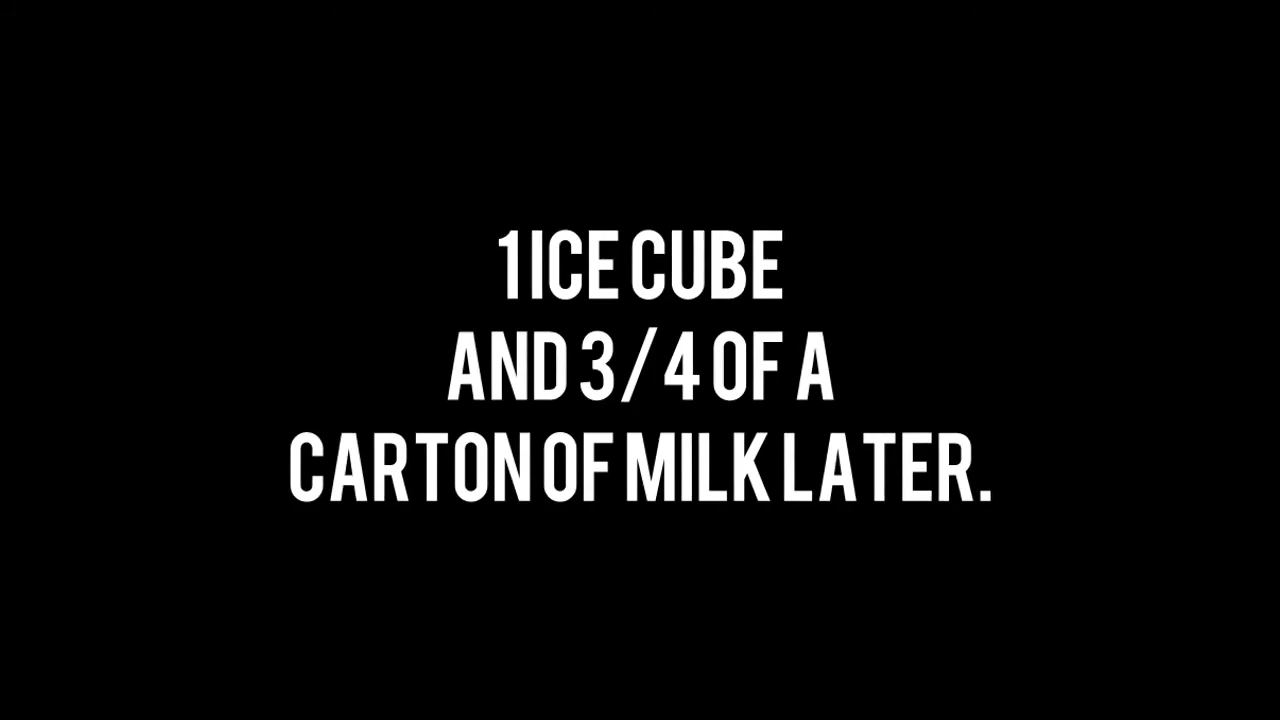 1 ICE CUBE
AND 3/4 OF A
CARTON OF MILK LATER.